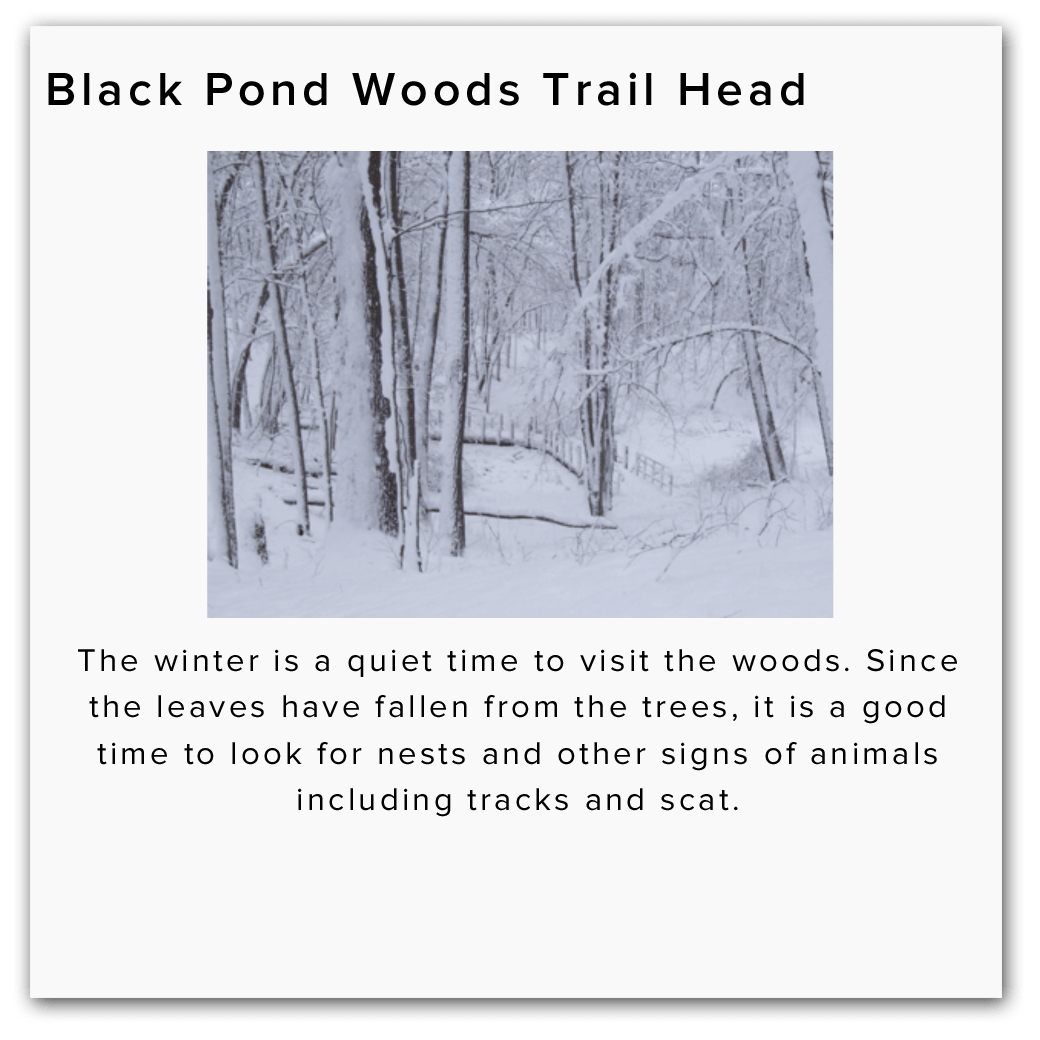 Black Pond Woods Trail Head
The winter is a quiet time to visit the woods. Since
the leaves have fallen from the trees, it is a good
time to look for nests and other signs of animals
including tracks and scat.